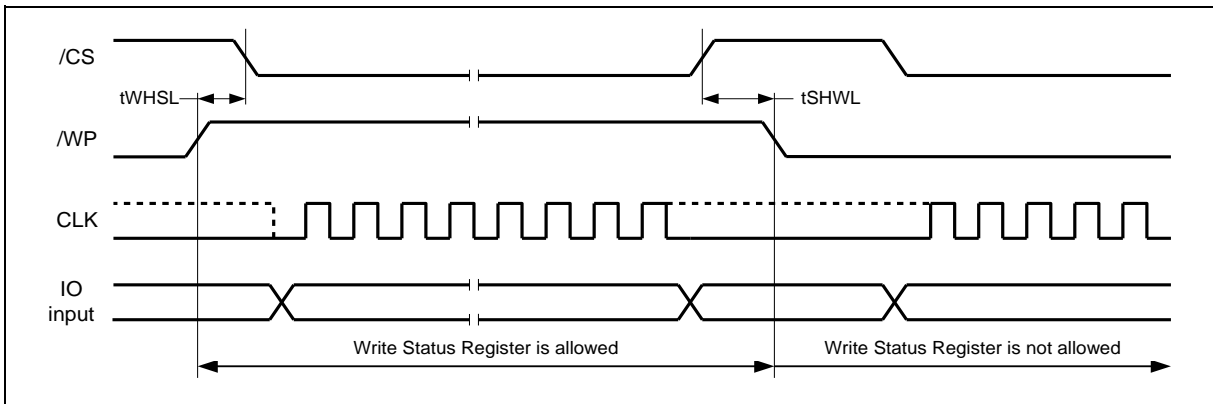 /CS
tWHSL
tSHWL
/WP
CLK
IO
input
Write Status Register is allowed
Write Status Register is not allowed